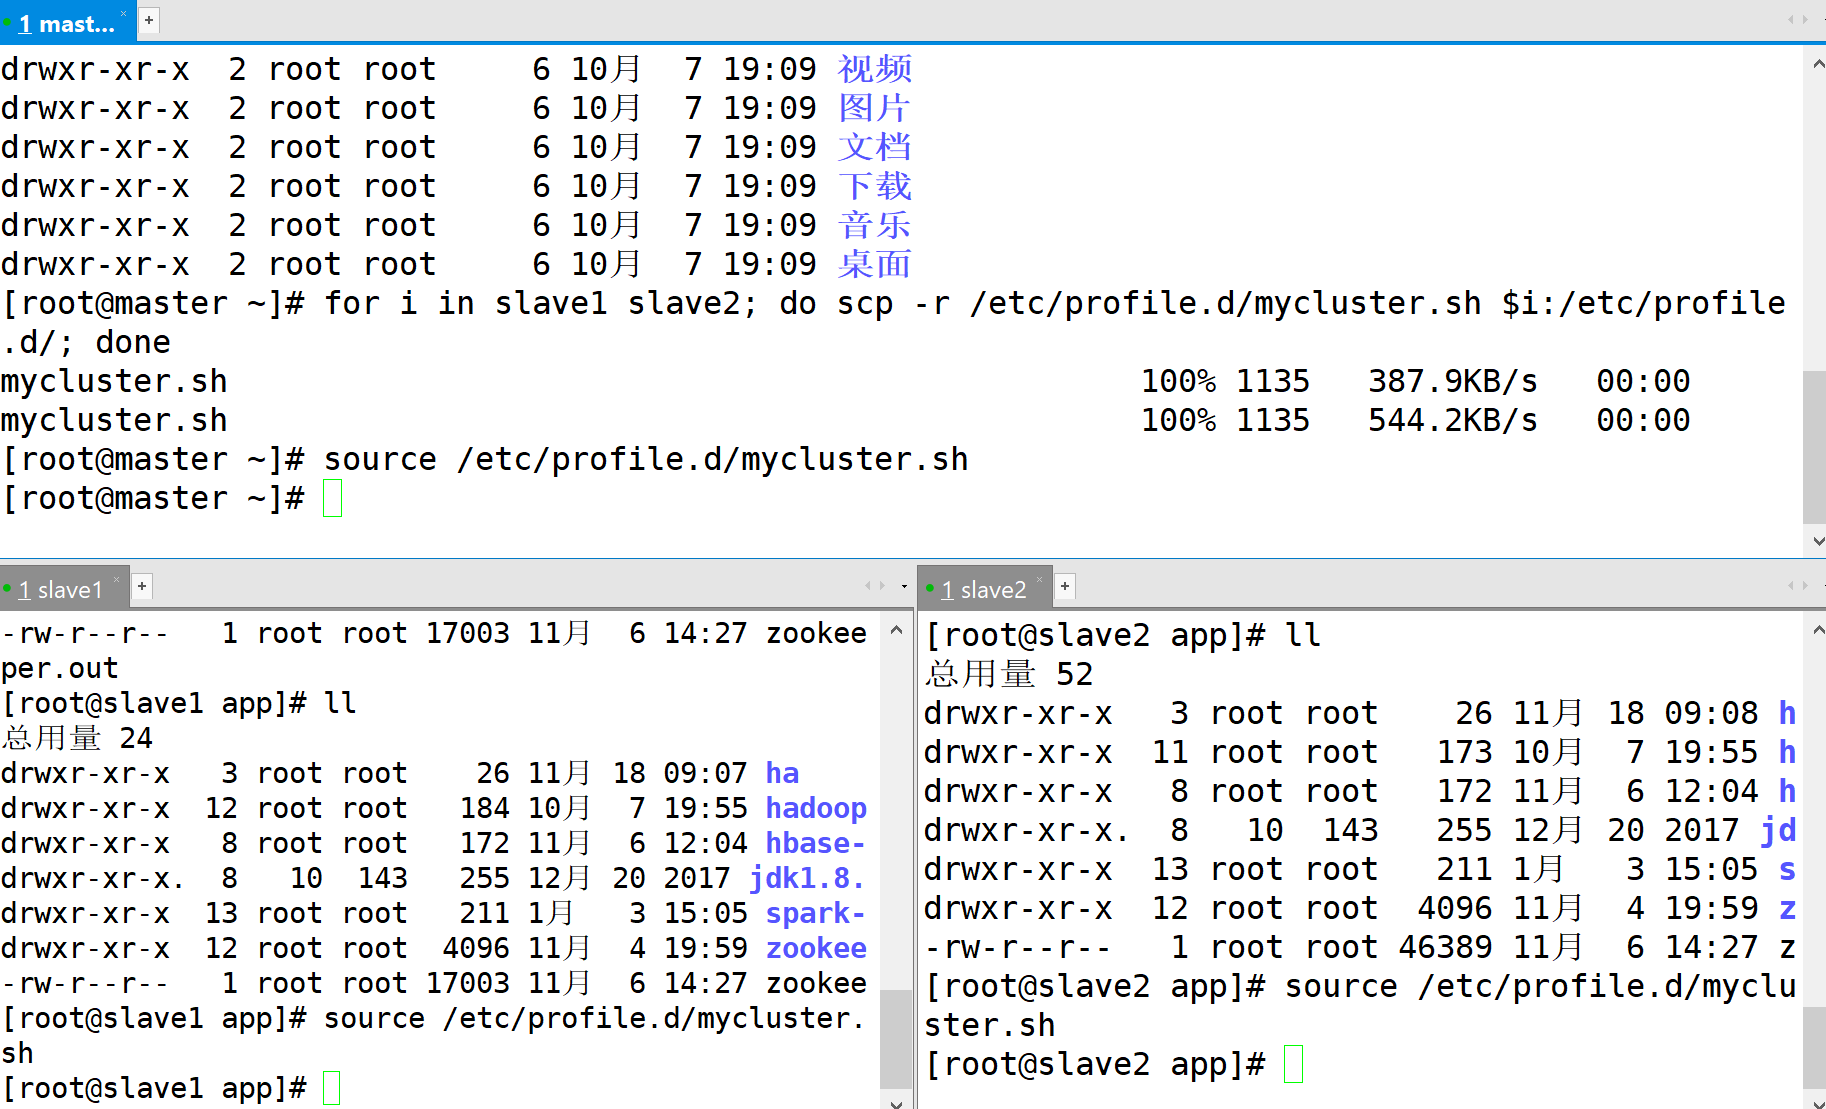 1 mast...
drwxr-xr-x  2 root root     6 10月  7 19:09 视频
drwxr-xr-x  2 root root     6 10月  7 19:09 图片
drwxr-xr-x  2 root root     6 10月  7 19:09 文档
drwxr-xr-x  2 root root     6 10月  7 19:09 下载
drwxr-xr-x  2 root root     6 10月  7 19:09 音乐
drwxr-xr-x  2 root root     6 10月  7 19:09 桌面
[root@master ~]# for i in slave1 slave2; do scp -r /etc/profile.d/mycluster.sh $i:/etc/profile
.d/; done
mycluster.sh                                                100% 1135   387.9KB/s   00:00
mycluster.sh                                                100% 1135   544.2KB/s   00:00
[root@master ~]# source /etc/profile.d/mycluster.sh
[root@master ~]#
1 slave1
-rw-r--r--   1 root root 17003 11月  6 14:27 zookee
per.out
[root@slave1 app]# ll
总用量 24
drwxr-xr-x   3 root root    26 11月 18 09:07 ha
drwxr-xr-x  12 root root   184 10月  7 19:55 hadoop
drwxr-xr-x   8 root root   172 11月  6 12:04 hbase-
drwxr-xr-x.  8   10  143   255 12月 20 2017 jdk1.8.
drwxr-xr-x  13 root root   211 1月   3 15:05 spark-
drwxr-xr-x  12 root root  4096 11月  4 19:59 zookee
-rw-r--r--   1 root root 17003 11月  6 14:27 zookee
[root@slave1 app]# source /etc/profile.d/mycluster.
sh
[root@slave1 app]#
1 slave2
[root@slave2 app]# ll
总用量 52
drwxr-xr-x   3 root root    26 11月 18 09:08 h
drwxr-xr-x  11 root root   173 10月  7 19:55 h
drwxr-xr-x   8 root root   172 11月  6 12:04 h
drwxr-xr-x.  8   10  143   255 12月 20 2017 jd
drwxr-xr-x  13 root root   211 1月   3 15:05 s
drwxr-xr-x  12 root root  4096 11月  4 19:59 z
-rw-r--r--   1 root root 46389 11月  6 14:27 z
[root@slave2 app]# source /etc/profile.d/myclu
ster.sh
[root@slave2 app]#